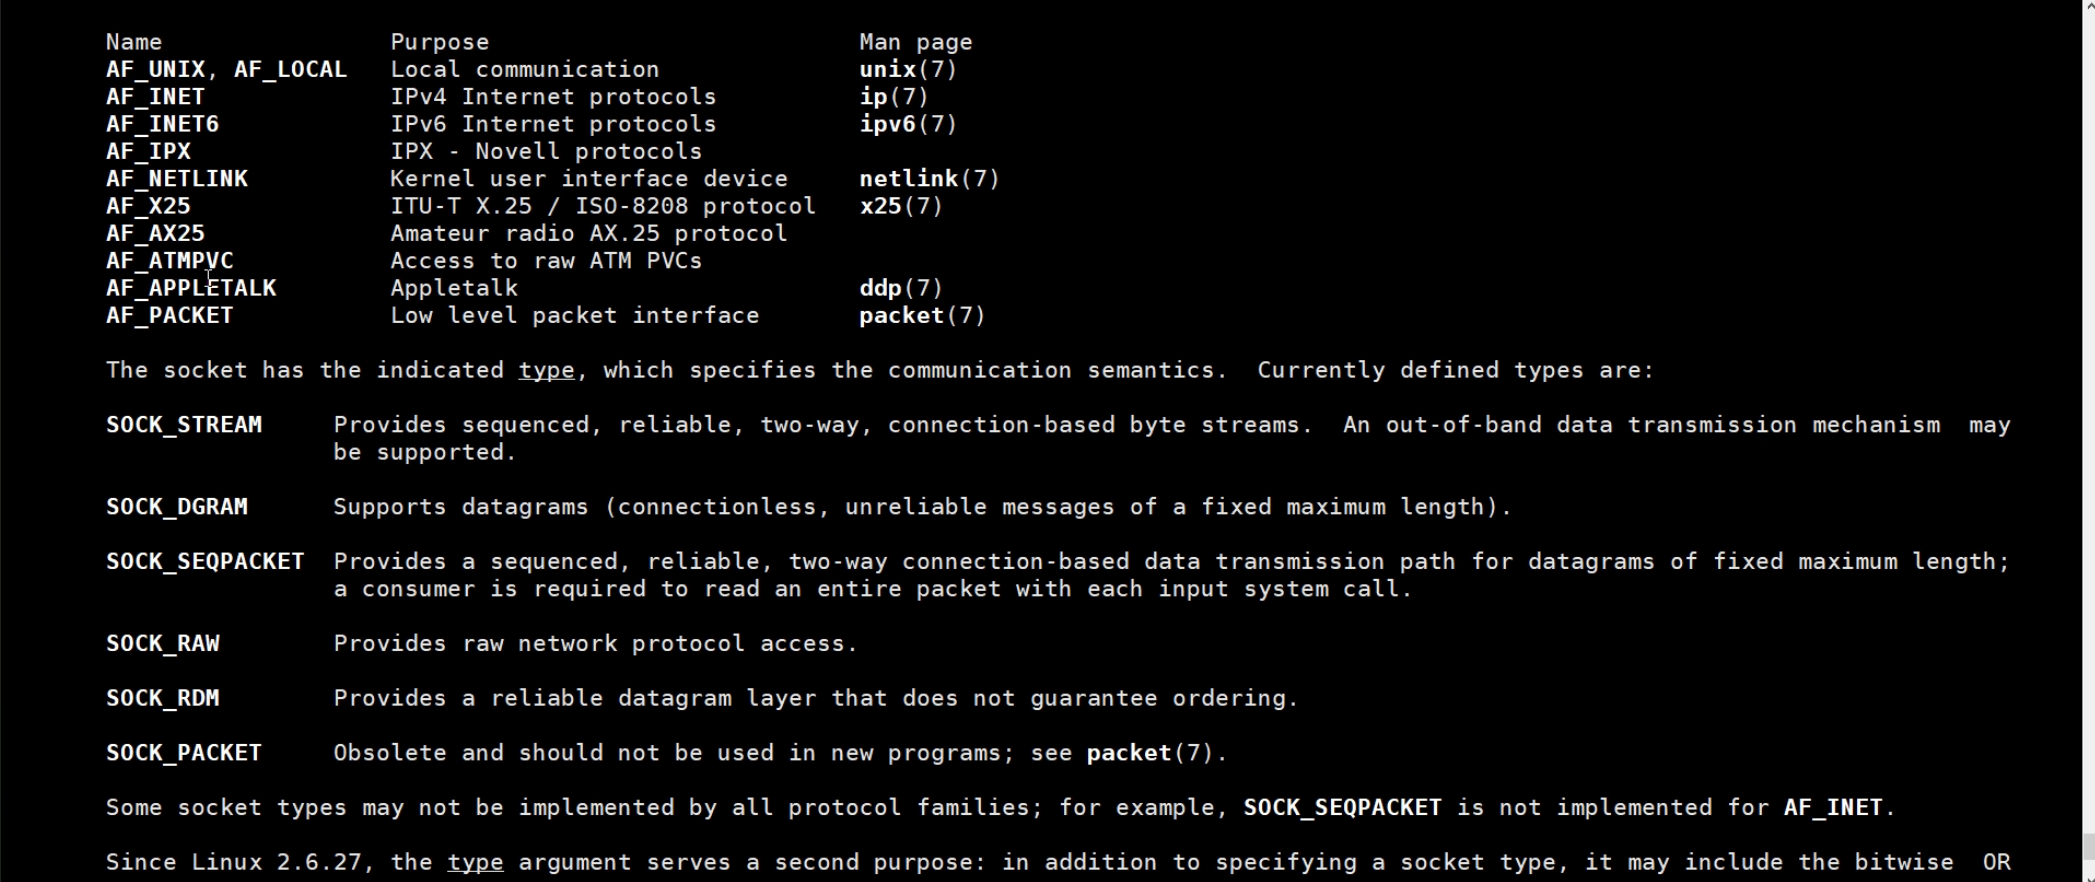 Name Purpose Man page
AF_UNIX, AF_LOCAL Local communication unix(7)
AF_INET IPv4 Internet protocols ip(7)
AF_INET6 IPv6 Internet protocols ipv6(7)
AF_IPX IPX - Novell protocols
AF_NETLINK Kernel user interface device netlink(7)
AF_X25 ITU-T X.25 / ISO-8208 protocol x25(7)
AF_AX25 Amateur radio AX.25 protocol
AF_ATMPVC Access to raw ATM PVCs
AF_APPLETALK Appletalk ddp(7)
AF_PACKET Low level packet interface packet(7)
The socket has the indicated type, which specifies the communication semantics. Currently defined types are:
SOCK_STREAM Provides sequenced, reliable, two-way, connection-based byte streams. An out-of-band data transmission mechanism may
be supported.
SOCK_DGRAM Supports datagrams (connectionless, unreliable messages of a fixed maximum length).
SOCK_SEQPACKET Provides a sequenced, reliable, two-way connection-based data transmission path for datagrams of fixed maximum length;
a consumer is required to read an entire packet with each input system call.
SOCK_RAW Provides raw network protocol access.
SOCK_RDM Provides a reliable datagram layer that does not guarantee ordering.
SOCK_PACKET Obsolete and should not be used in new programs; see packet(7).
Some socket types may not be implemented by all protocol families; for example, SOCK_SEQPACKET is not implemented for AF_INET.
Since Linux 2.6.27, the type argument serves a second purpose: in addition to specifying a socket type, it may include the bitwise OR